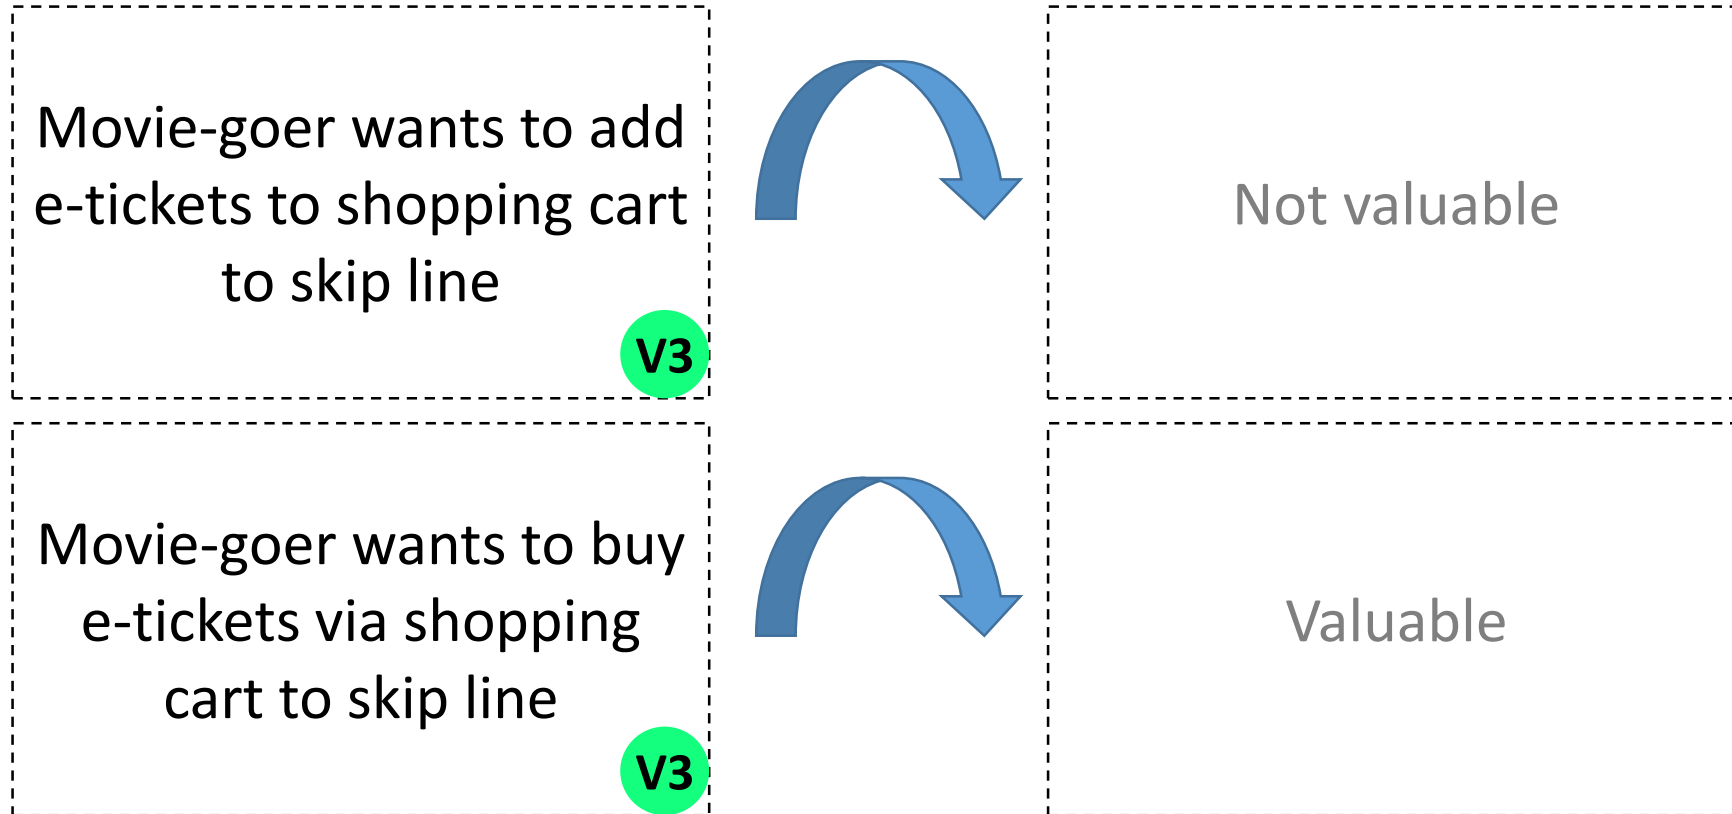 Movie-goer wants to add
e-tickets to shopping cart
to skip line
V3
Not valuable
Movie-goer wants to buy
e-tickets via shopping
cart to skip line
V3
Valuable